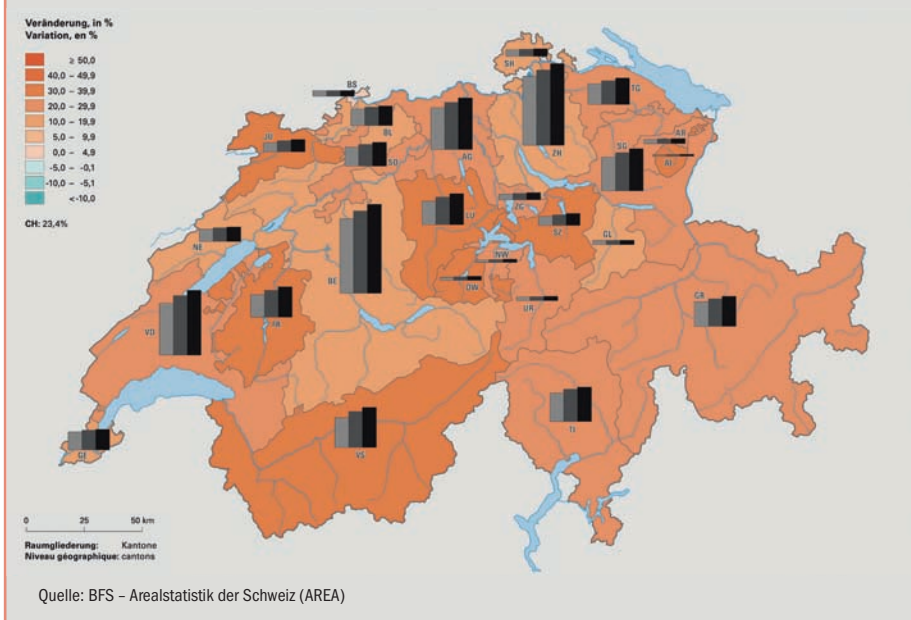 Veränderung, in %
Variation, en %
≥ 50,0
40,0 – 49,9
30,0 – 39,9
20,0 – 29,9
10,0 – 19,9
5,0 – 9,9
0,0 – 4,9
-5,0 – -0,1
-10,0 – -5,1
<-10,0
CH: 23,4%
SH
BS
TG
BL
JU
AR
SO
AG
ZH
SG
AI
ZG
LU
SZ
NE
GL
NW
BE
OW
GR
UR
VD
FR
TI
GE
VS
0 25 50 km
Raumgliederung: Kantone
Niveau géographique: cantons
Quelle: BFS – Arealstatistik der Schweiz (AREA)